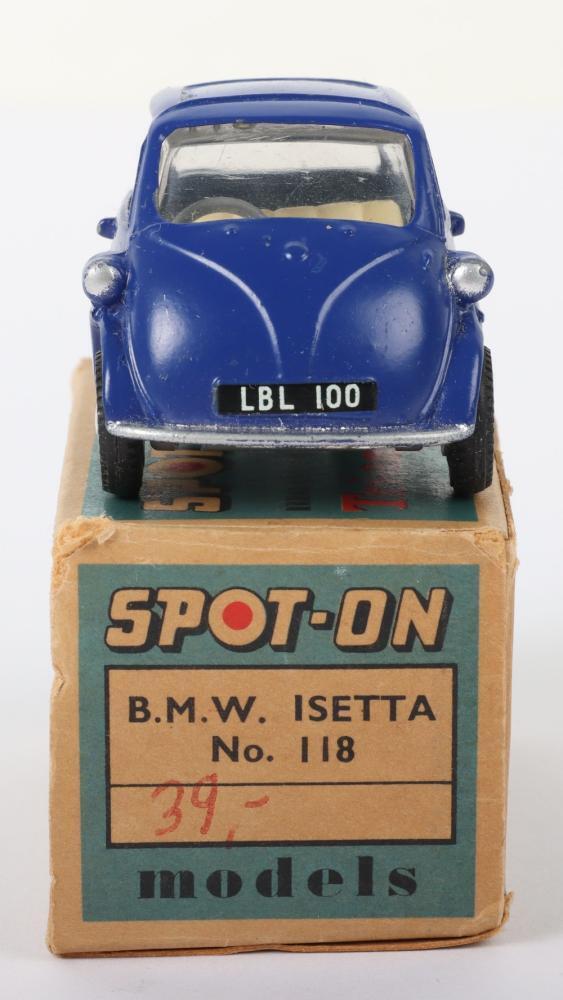 LBL 100
SPOT-ON
B.M.W. ISETTA
No. 118
39,-
models